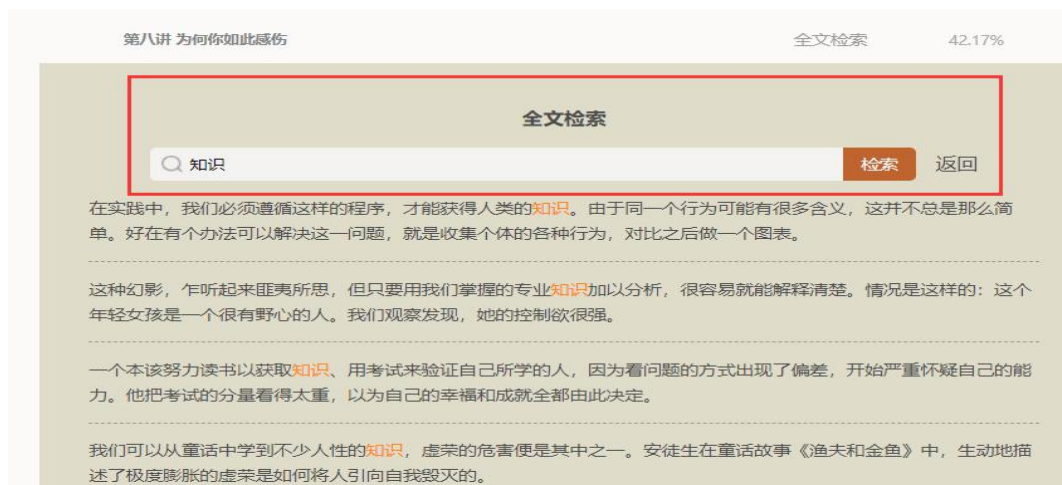 第八讲 为何你如此感伤 全文检索 42.17%
全文检索
知识 检索 返回
在实践中，我们必须遵循这样的程序，才能获得人类的知识。由于同一个行为可能有很多含义，这并不总是那么简
单。好在有个办法可以解决这一问题，就是收集个体的各种行为，对比之后做一个图表。
这种幻影，乍听起来匪夷所思，但只要用我们掌握的专业知识加以分析，很容易就能解释清楚。情况是这样的：这个
年轻女孩是一个很有野心的人。我们观察发现，她的控制欲很强。
一个本该努力读书以获取知识、用考试来验证自己所学的人，因为看问题的方式出现了偏差，开始严重怀疑自己的能
力。他把考试的分量看得太重，以为自己的幸福和成就全都由此决定。
我们可以从童话中学到不少人性的知识，虚荣的危害便是其中之一。安徒生在童话故事《渔夫和金鱼》中，生动地描
述了极度膨胀的虚荣是如何将人引向自我毁灭的。